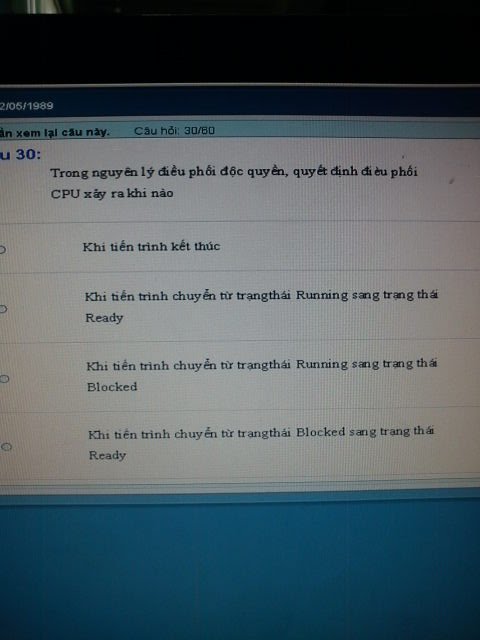 2/05/1989
ần xem lại câu này. Câu hỏi: 30/60
u 30:
Trong nguyên lý điều phối độc quyền, quyết định điều phối
CPU xảy ra khi nào
Khi tiến trình kết thúc
Khi tiến trình chuyển từ trạngthái Running sang trạng thái
Ready
Khi tiến trình chuyển từ trạngthái Running sang trạng thái
Blocked
Khi tiến trình chuyển từ trạngthái Blocked sang trạng thái
Ready